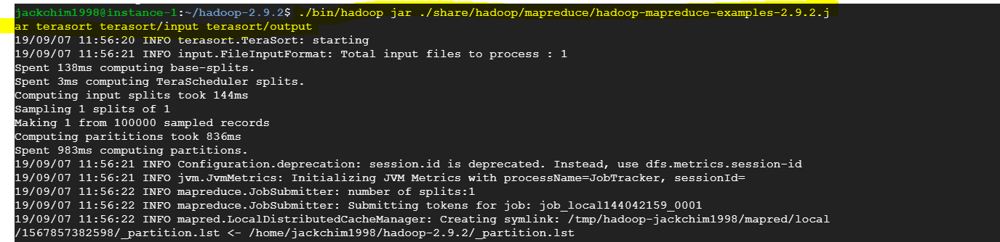 jackchim1998@instance-1:~/hadoop-2.9.2$ ./bin/hadoop jar ./share/hadoop/mapreduce/hadoop-mapreduce-examples-2.9.2.j
ar terasort terasort/input terasort/output
19/09/07 11:56:20 INFO terasort.TeraSort: starting
19/09/07 11:56:21 INFO input.FileInputFormat: Total input files to process : 1
Spent 138ms computing base-splits.
Spent 3ms computing TeraScheduler splits.
Computing input splits took 144ms
Sampling 1 splits of 1
Making 1 from 100000 sampled records
Computing parititions took 836ms
Spent 983ms computing partitions.
19/09/07 11:56:21 INFO Configuration.deprecation: session.id is deprecated. Instead, use dfs.metrics.session-id
19/09/07 11:56:21 INFO jvm.JvmMetrics: Initializing JVM Metrics with processName=JobTracker, sessionId=
19/09/07 11:56:22 INFO mapreduce.JobSubmitter: number of splits:1
19/09/07 11:56:22 INFO mapreduce.JobSubmitter: Submitting tokens for job: job_local144042159_0001
19/09/07 11:56:22 INFO mapred.LocalDistributedCacheManager: Creating symlink: /tmp/hadoop-jackchim1998/mapred/local
/1567857382598/_partition.lst <- /home/jackchim1998/hadoop-2.9.2/_partition.lst